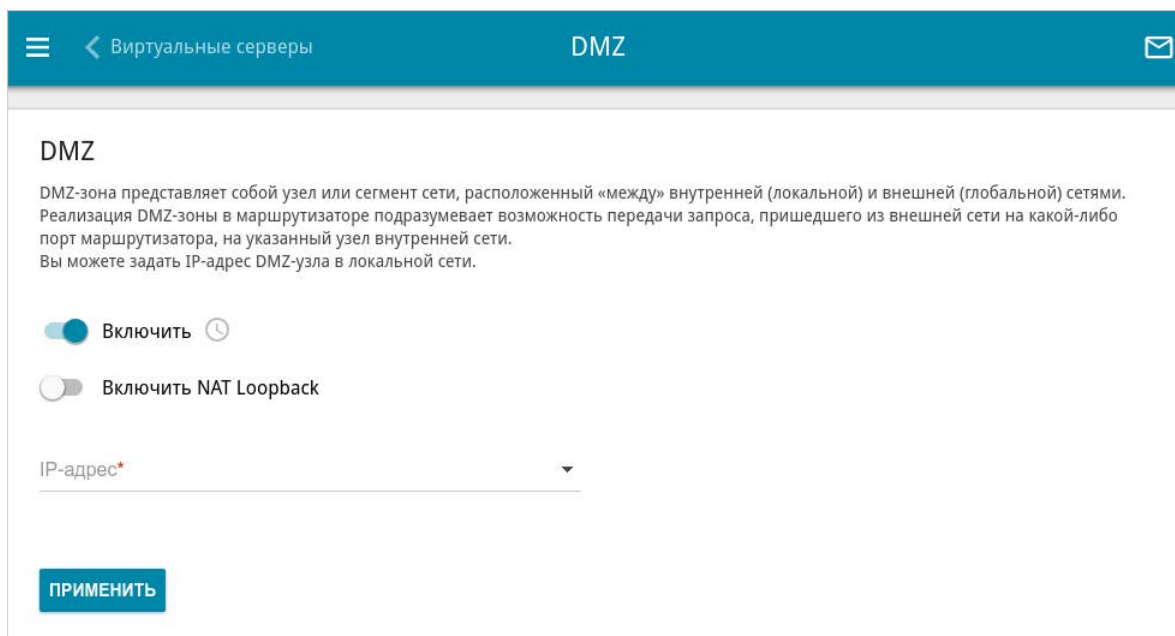 Виртуальные серверы
DMZ
DMZ
DMZ-зона представляет собой узел или сегмент сети, расположенный «между» внутренней (локальной) и внешней (глобальной) сетями.
Реализация DMZ-зоны в маршрутизаторе подразумевает возможность передачи запроса, пришедшего из внешней сети на какой-либо
порт маршрутизатора, на указанный узел внутренней сети.
Вы можете задать IP-адрес DMZ-узла в локальной сети.
Включить
Включить NAT Loopback
IP-адрес*
ПРИМЕНИТЬ